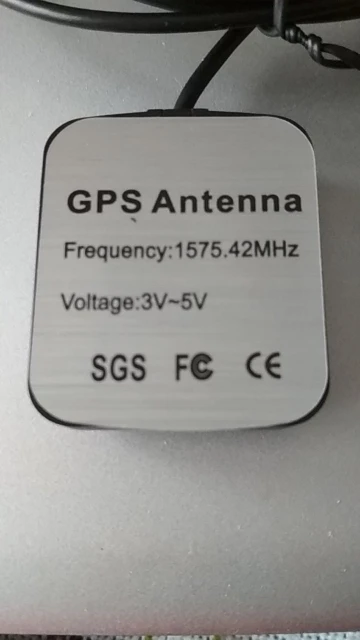 GPS Antenna
Frequency:1575.42MHz
Voltage:3V~5V
SGS FC CE